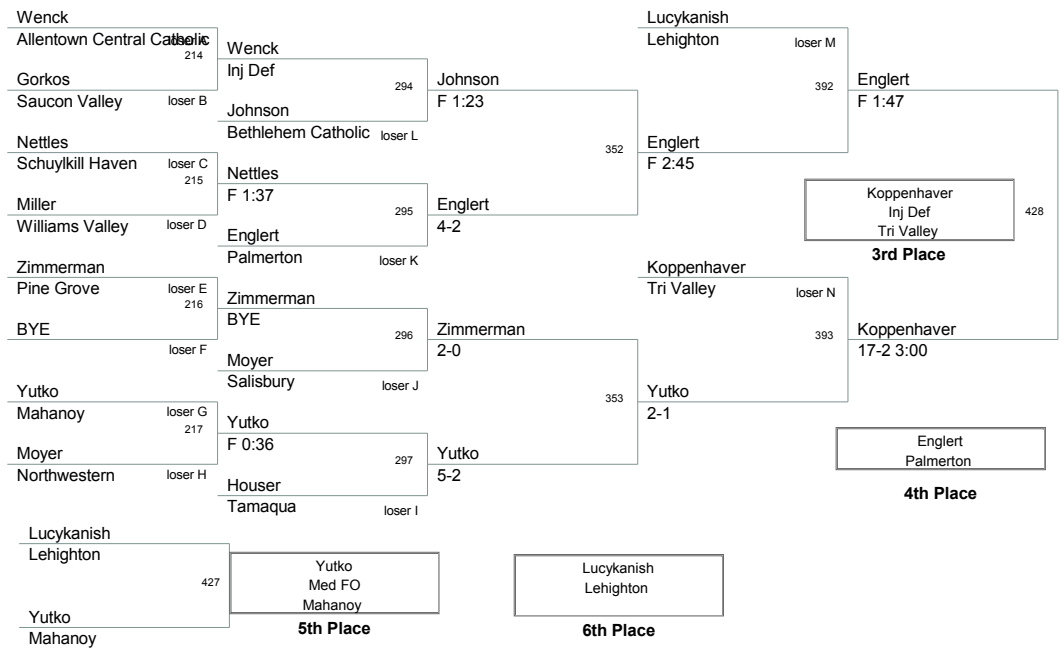 Wenck
Allentown Central Catholic
loser A
214
Gorkos
Saucon Valley
loser B
Nettles
Schuylkill Haven
loser C
215
Miller
Williams Valley
loser D
Zimmerman
Pine Grove
loser E
216
BYE
loser F
Yutko
Mahanoy
loser G
217
Moyer
Northwestern
loser H
Wenck
Inj Def
294
Johnson
Bethlehem Catholic
loser L
Nettles
F 1:37
295
Englert
Palmerton
loser K
Zimmerman
BYE
296
Moyer
Salisbury
loser J
Yutko
F 0:36
297
Houser
Tamaqua
loser I
Johnson
F 1:23
352
Englert
4-2
Zimmerman
2-0
353
Yutko
5-2
Lucykanish
Lehighton
loser M
392
Englert
F 2:45
Koppenhaver
Tri Valley
loser N
393
Yutko
2-1
Englert
F 1:47
Koppenhaver
Inj Def
Tri Valley
428
3rd Place
Koppenhaver
17-2 3:00
Englert
Palmerton
4th Place
Lucykanish
Lehighton
427
Yutko
Mahanoy
Yutko
Med FO
Mahanoy
5th Place
Lucykanish
Lehighton
6th Place